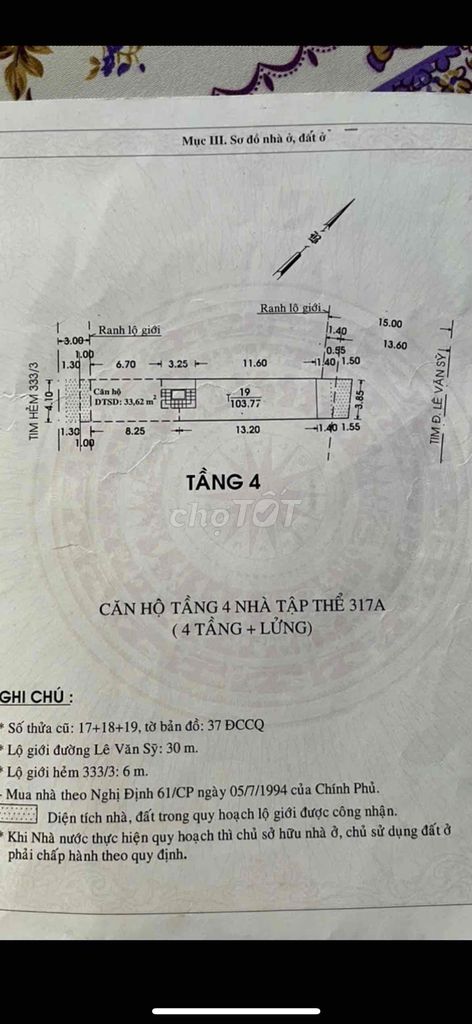 Mục III. Sơ đồ nhà ở, đất ở
Ranh lộ giới
15.00
Ranh lộ giới
1.40
3.00
0.55
13.60
1.00
1.30
6.70
3.25
11.60
1.40
1.50
TIM HẺM 333/3
4.10
Căn hộ
DTSD: 33,62 m²
T
19
103.77
3.85
TIM Đ. LÊ VĂN SỸ
1.30
8.25
13.20
1.40
1.55
1.00
TẦNG 4
chợTỐT
CĂN HỘ TẦNG 4 NHÀ TẬP THỂ 317A
( 4 TẦNG + LỬNG)
GHI CHÚ :
* Số thửa cũ: 17+18+19, tờ bản đồ: 37 ĐCCQ
* Lộ giới đường Lê Văn Sỹ: 30 m.
* Lộ giới hẻm 333/3: 6 m.
- Mua nhà theo Nghị Định 61/CP ngày 05/7/1994 của Chính Phủ.
Diện tích nhà, đất trong quy hoạch lộ giới được công nhận.
* Khi Nhà nước thực hiện quy hoạch thì chủ sở hữu nhà ở, chủ sử dụng đất ở
phải chấp hành theo quy định.